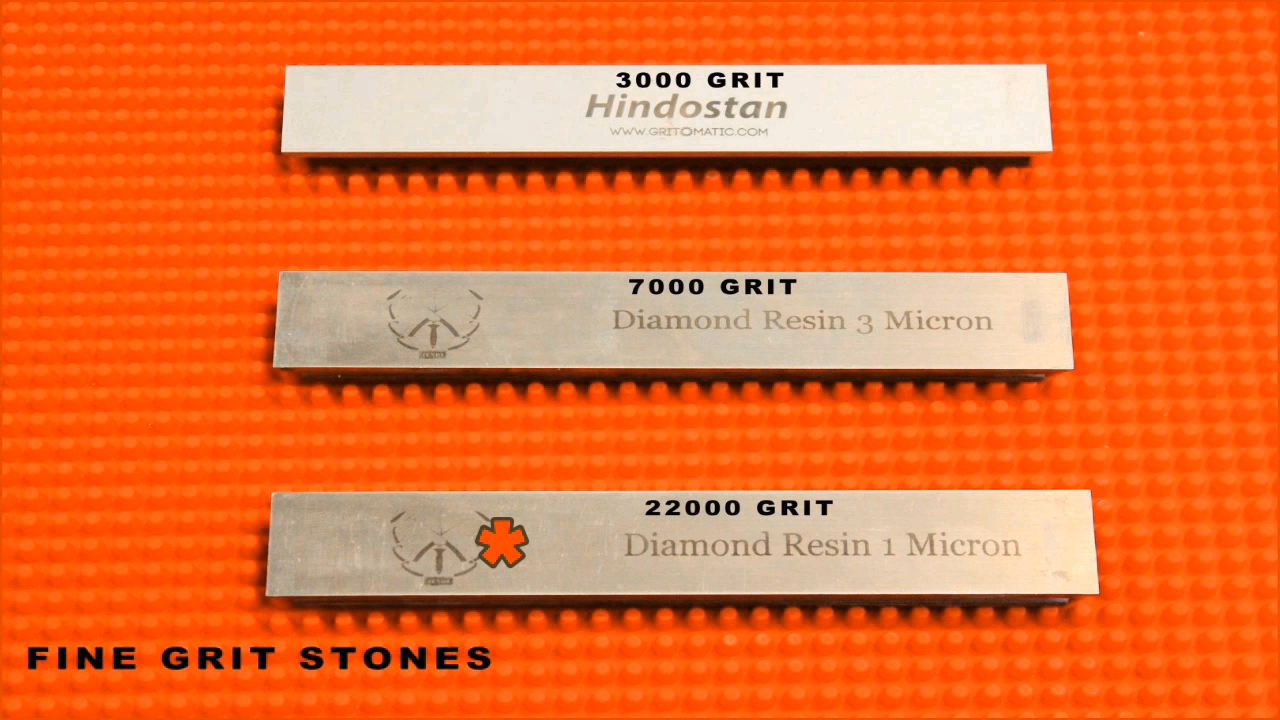 3000 GRIT
Hindostan
WWW.GRITOMATIC.COM
7000 GRIT
Diamond Resin 3 Micron
22000 GRIT
Diamond Resin 1 Micron
FINE GRIT STONES